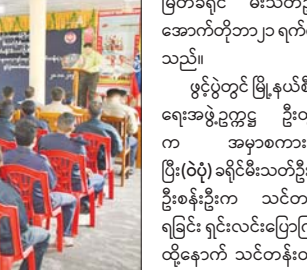 မြိတ်ခရိုင် မီးသတ်ဦ
အောက်တိုဘာ၂၁ ရက်
သည်။
ဖွင့်ပွဲတွင် မြို့နယ်စီ
ရေးအဖွဲ့ဥက္ကဋ္ဌ ဦး
က အမှာစကား
ပြီး(ဝဲပုံ) ခရိုင်မီးသတ်ဦး
ဦးစန်းဦးက သင်တ
ရခြင်း ရှင်းလင်းပြော
ထို့နောက် သင်တန်း